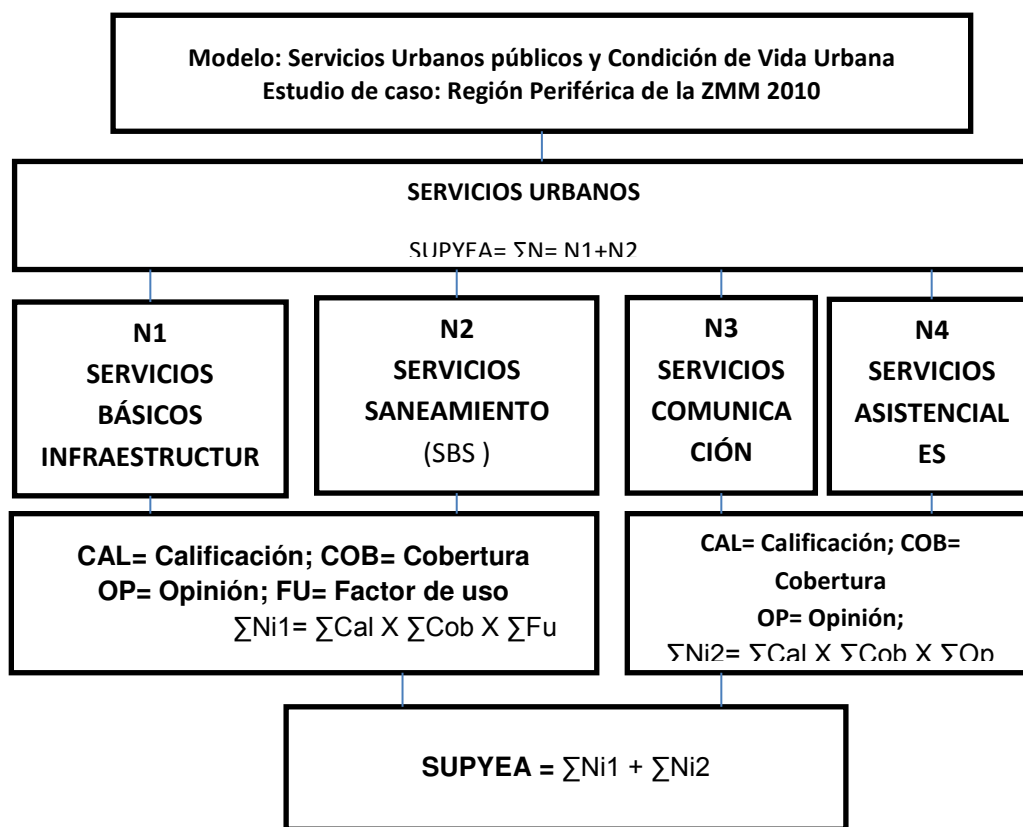 Modelo: Servicios Urbanos públicos y Condición de Vida Urbana
Estudio de caso: Región Periférica de la ZMM 2010
SERVICIOS URBANOS
SUPYEA= ∑N= N1+N2
N1
SERVICIOS
BÁSICOS
INFRAESTRUCTUR
N2
SERVICIOS
SANEAMIENTO
(SBS )
N3
SERVICIOS
COMUNICA
CIÓN
N4
SERVICIOS
ASISTENCIAL
ES
CAL= Calificación; COB= Cobertura
OP= Opinión; FU= Factor de uso
∑Ni1= ∑Cal X ∑Cob X ∑Fu
CAL= Calificación; COB=
Cobertura
OP= Opinión;
∑Ni2= ∑Cal X ∑Cob X ∑Op
SUPYEA = ∑Ni1 + ∑Ni2